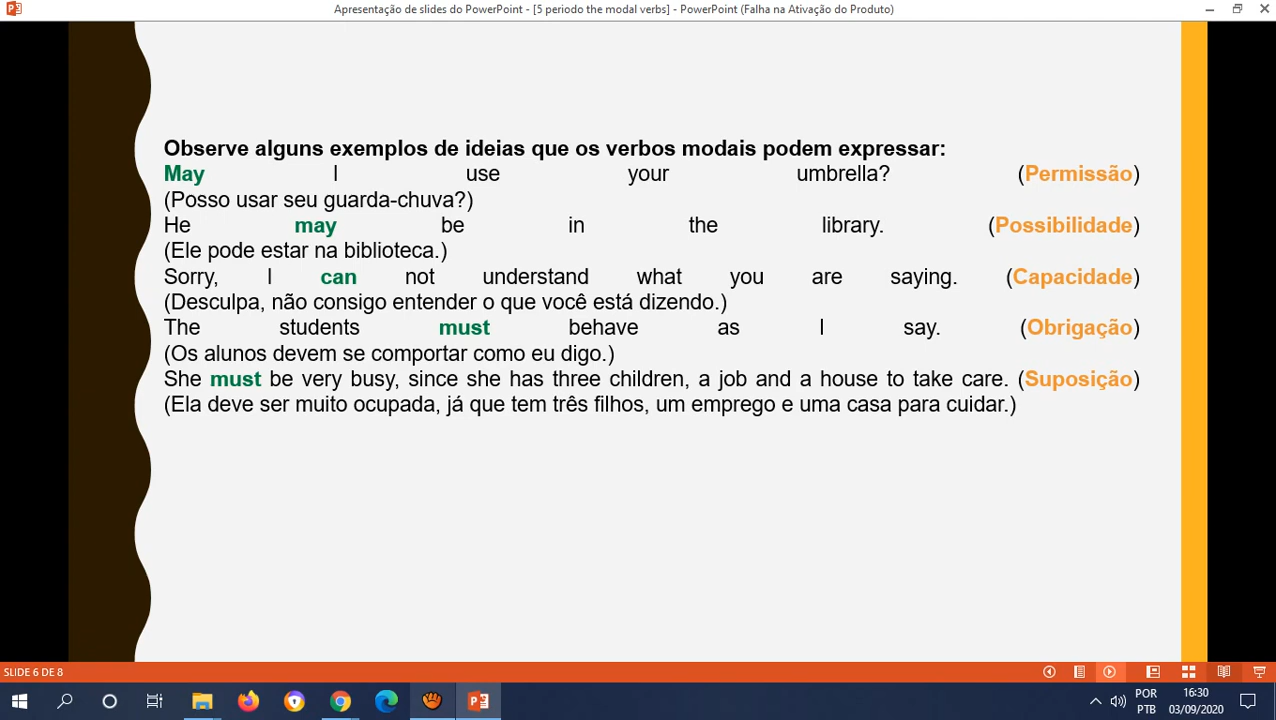 Apresentação de slides do PowerPoint - [5 periodo the modal verbs] - PowerPoint (Falha na Ativação do Produto)
Observe alguns exemplos de ideias que os verbos modais podem expressar:
May I use your umbrella? (Permissão)
(Posso usar seu guarda-chuva?)
He may be in the library. (Possibilidade)
(Ele pode estar na biblioteca.)
Sorry, I can not understand what you are saying. (Capacidade)
(Desculpa, não consigo entender o que você está dizendo.)
The students must behave as I say. (Obrigação)
(Os alunos devem se comportar como eu digo.)
She must be very busy, since she has three children, a job and a house to take care. (Suposição)
(Ela deve ser muito ocupada, já que tem três filhos, um emprego e uma casa para cuidar.)
SLIDE 6 DE 8
POR 16:30
PTB 03/09/2020